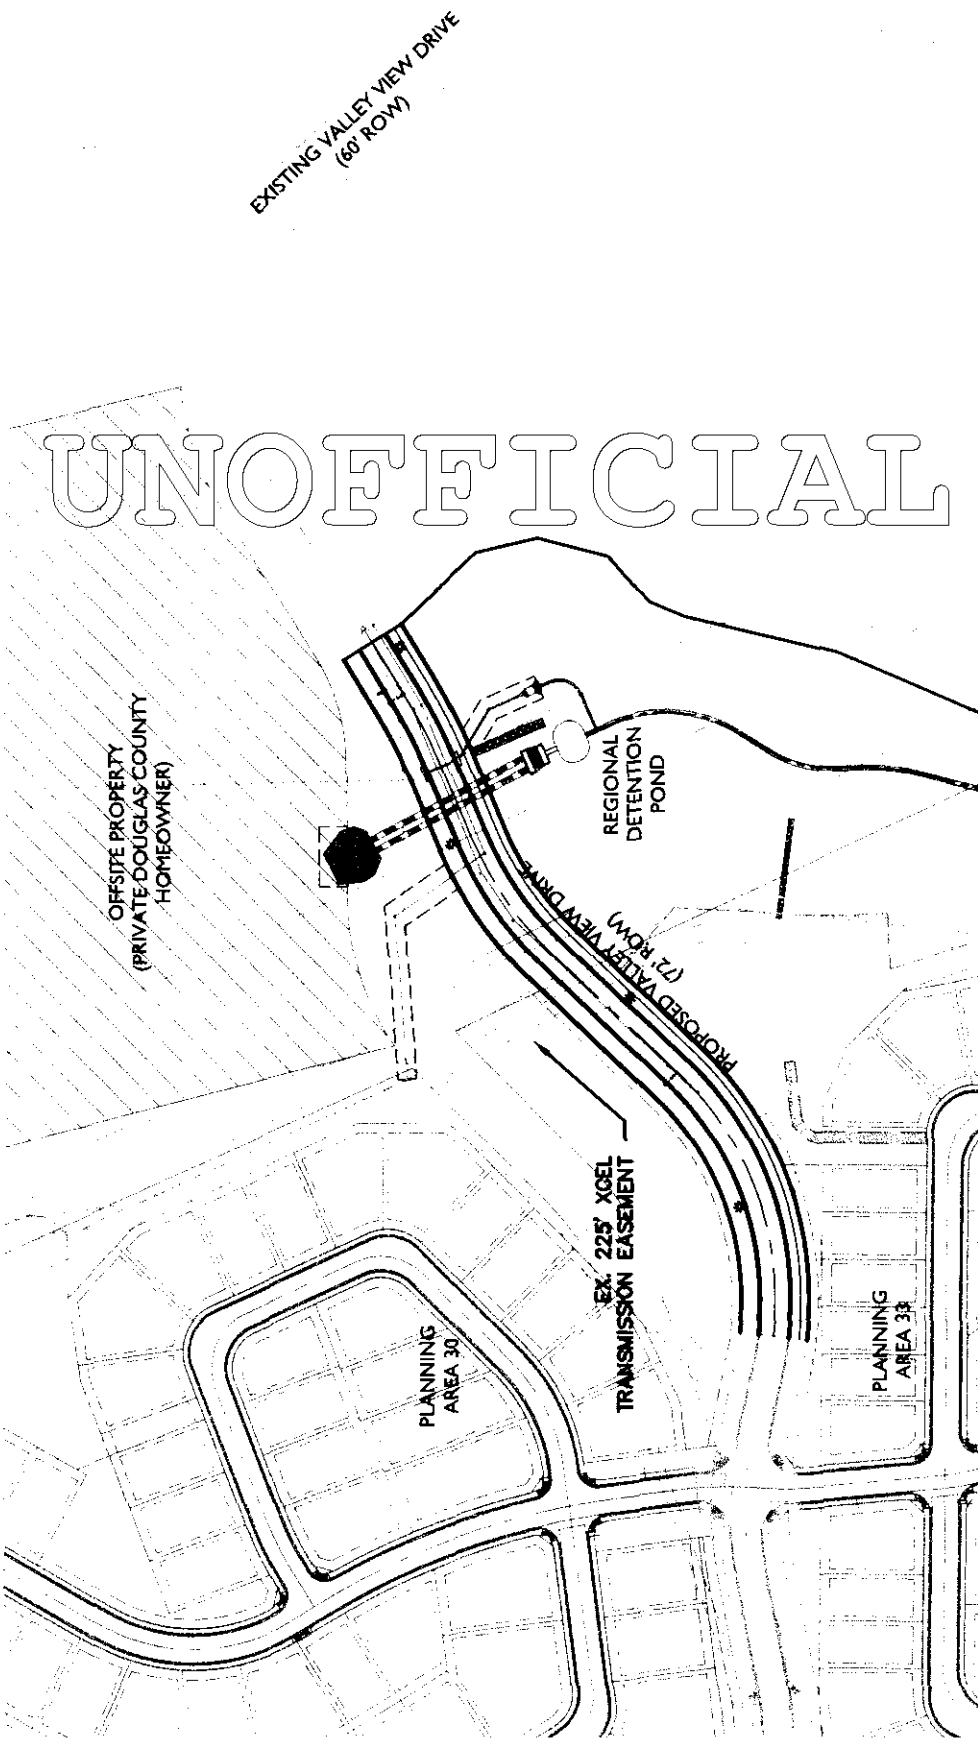 EXISTING VALLEY VIEW DRIVE
(60' ROW)
UNOFFICIAL
OFFSITE PROPERTY
(PRIVATE DOUGLAS COUNTY
HOMEOWNER)
REGIONAL
DETENTION
POND
PROPOSED VALLEY VIEW DRIVE
(72' ROW)
EX. 225' XCEL
TRANSMISSION EASEMENT
PLANNING
AREA 30
PLANNING
AREA 33